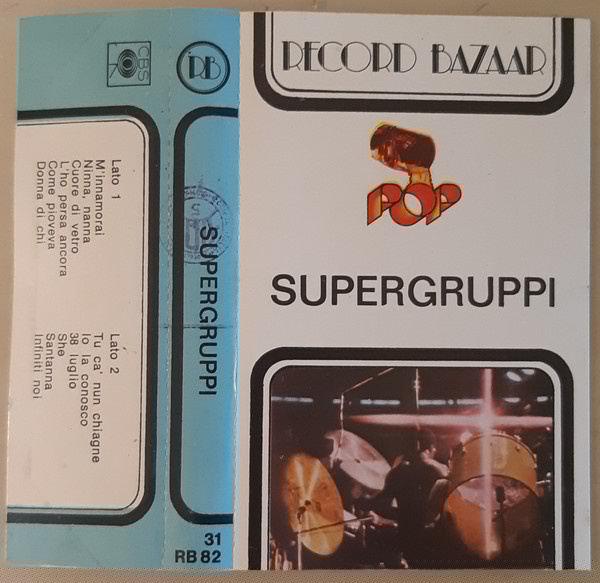 CBS
RB
RECORD BAZAAR
POP
SUPERGRUPPI
SUPERGRUPPI
31
RB 82
Lato 1
M'innamorai
Ninna, nanna
Cuore di vetro
L'ho persa ancora
Come pioveva
Donna di chi
Lato 2
Tu ca' nun chiagne
Io la conosco
38 luglio
She
Santanna
Infiniti noi